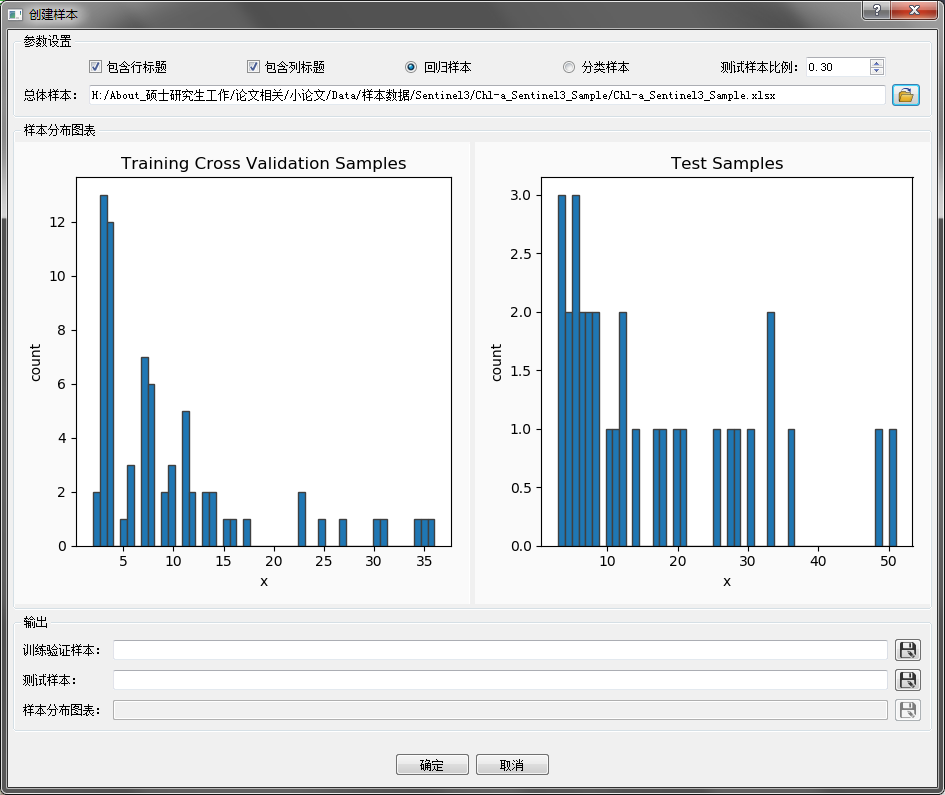 创建样本
参数设置
包含行标题 包含列标题 回归样本 分类样本 测试样本比例: 0.30
总体样本: H:/About_硕士研究生工作/论文相关/小论文/Data/样本数据/Sentinel3/Chl-a_Sentinel3_Sample/Chl-a_Sentinel3_Sample.xlsx
样本分布图表
Training Cross Validation Samples
count
12
10
8
6
4
2
0
5 10 15 20 25 30 35
x
Test Samples
count
3.0
2.5
2.0
1.5
1.0
0.5
0.0
10 20 30 40 50
x
输出
训练验证样本:
测试样本:
样本分布图表:
确定 取消